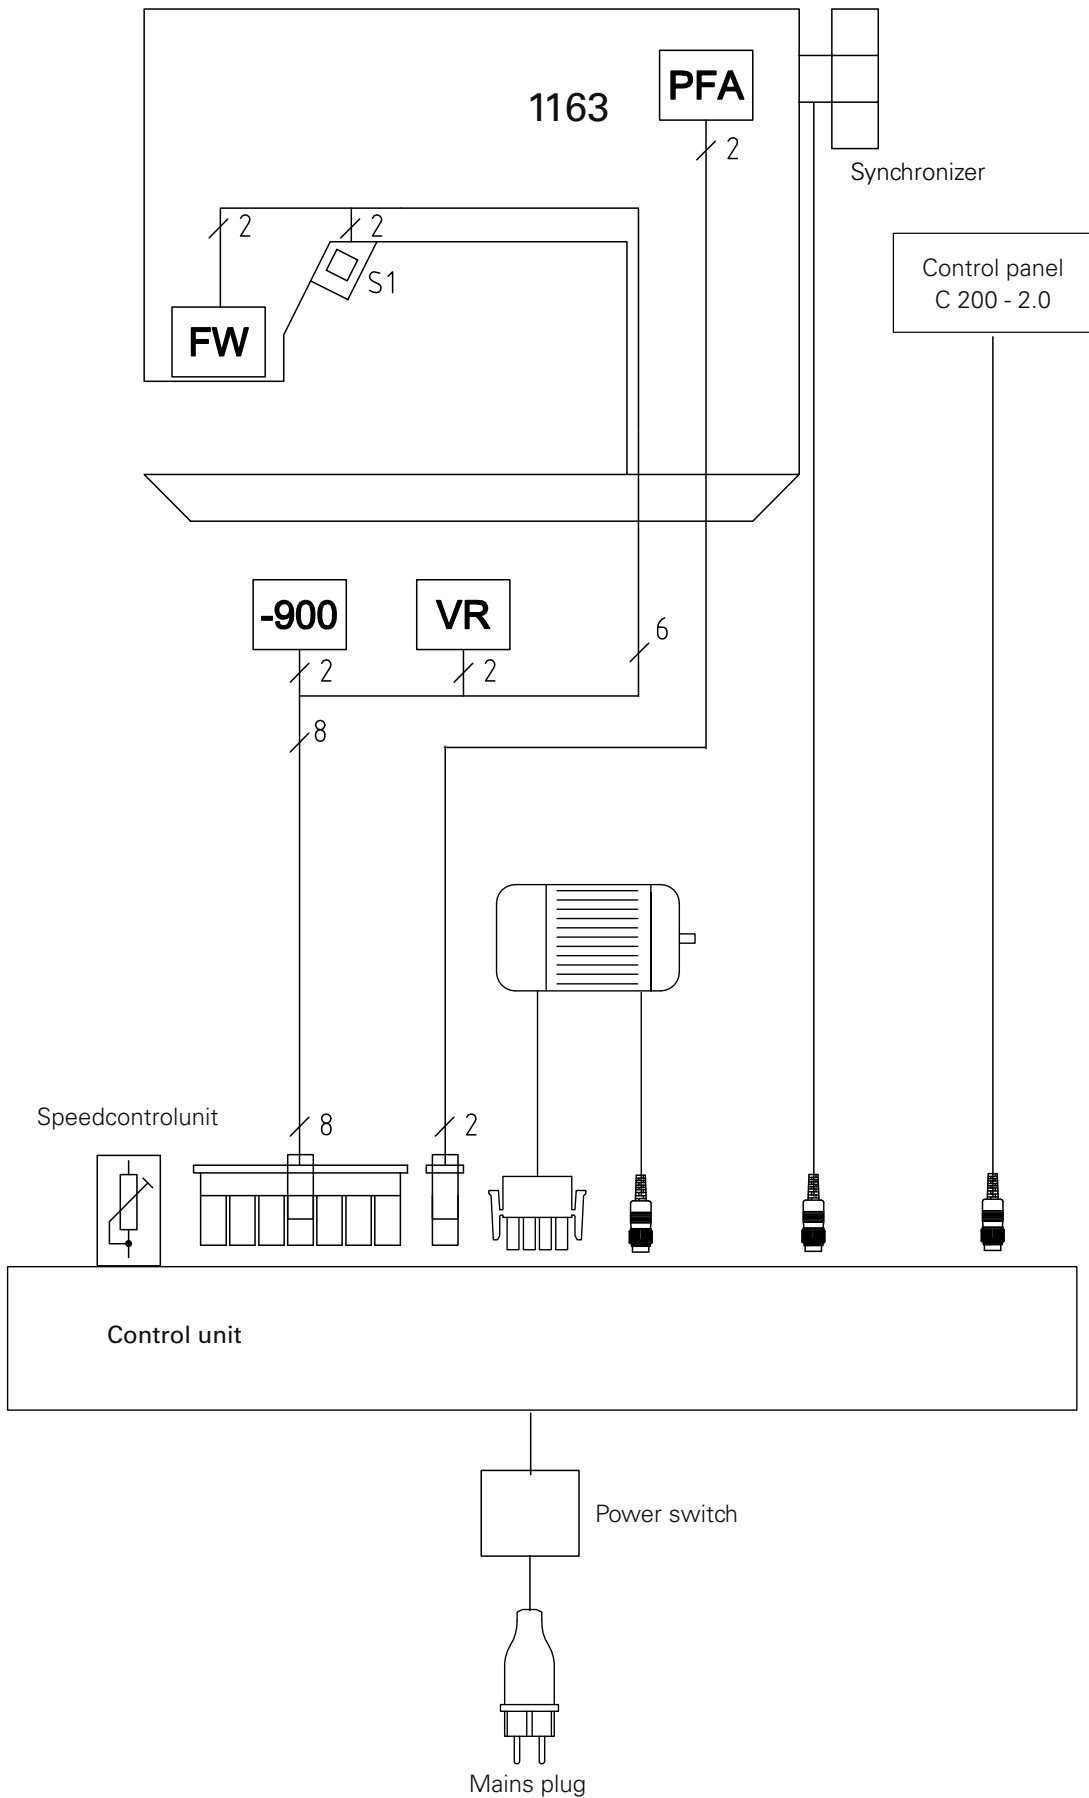 PFA
1163
2
Synchronizer
2
2
S1
Control panel
C 200 - 2.0
FW
-900
VR
6
2
2
8
Speedcontrolunit
8
2
Control unit
Power switch
Mains plug